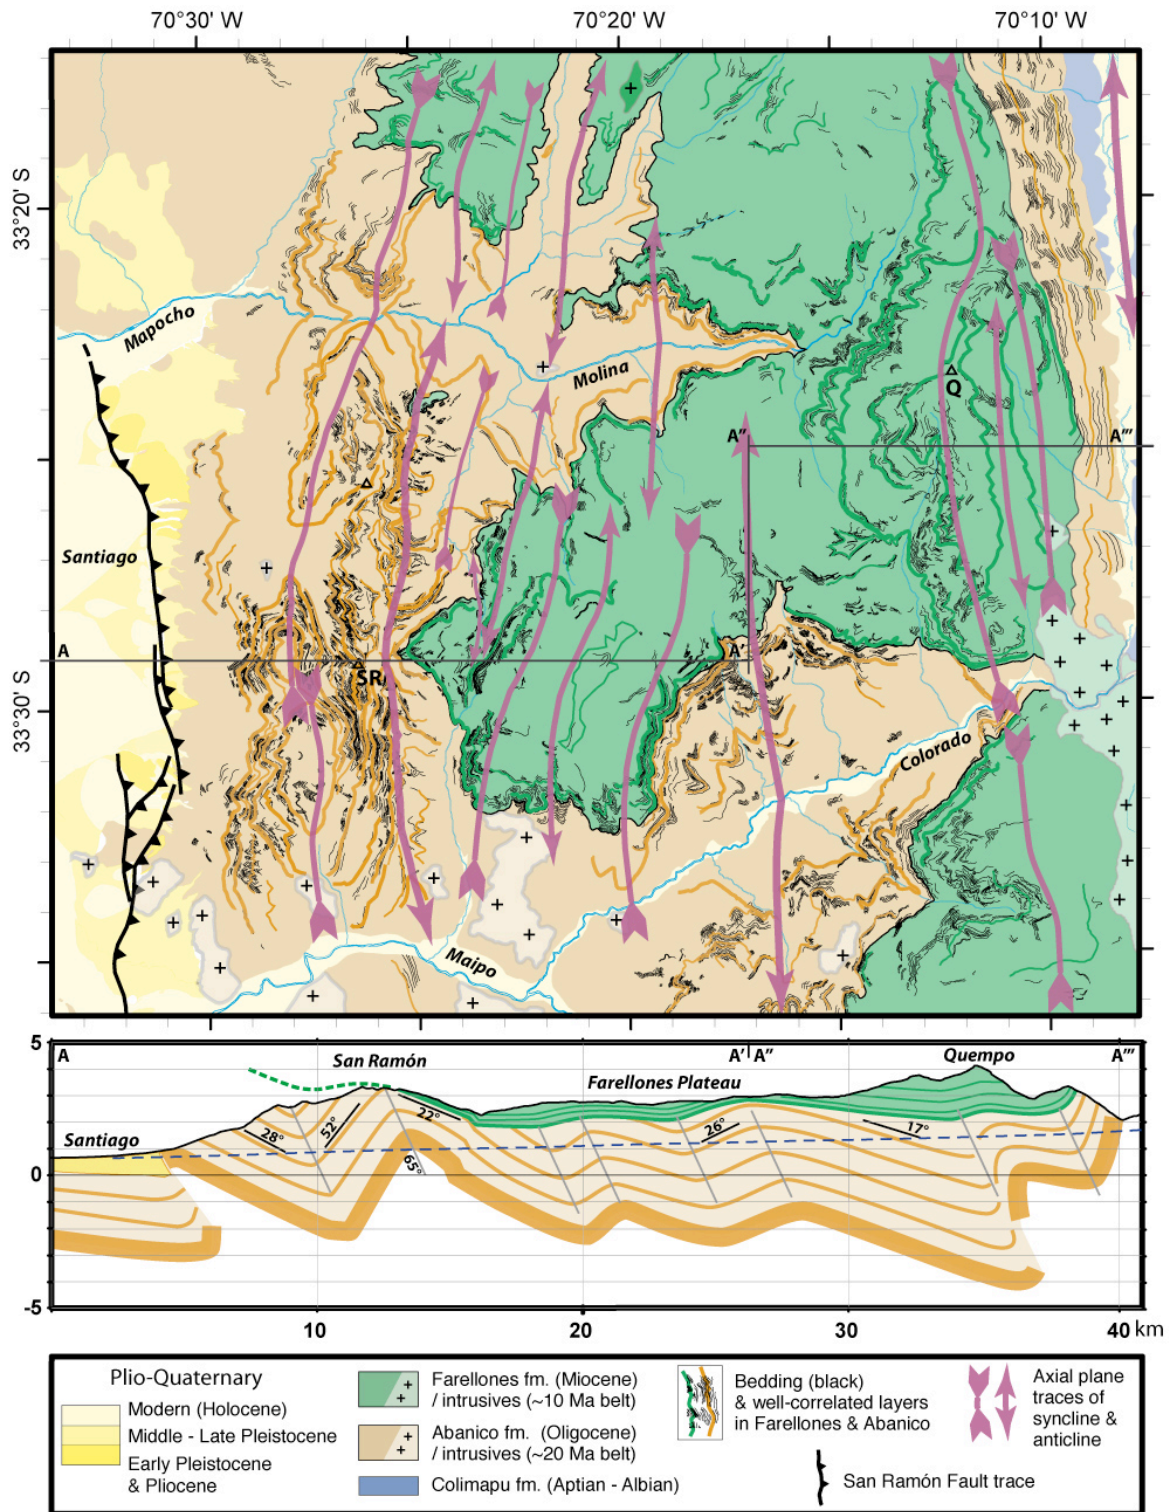 70°30' W 70°20' W 70°10' W
33°20' S
Mapocho
Molina
Q
A" A'''
Santiago
A SR A'
33°30' S
Colorado
Maipo
5 A San Ramón A' A" Quempo A'''
Farellones Plateau
22°
28° 52° 26° 17°
Santiago
65°
0
-5
10 20 30 40 km
Plio-Quaternary
Modern (Holocene)
Middle - Late Pleistocene
Early Pleistocene
& Pliocene
Farellones fm. (Miocene)
/ intrusives (~10 Ma belt)
Abanico fm. (Oligocene)
/ intrusives (~20 Ma belt)
Colimapu fm. (Aptian - Albian)
Bedding (black)
& well-correlated layers
in Farellones & Abanico
San Ramón Fault trace
Axial plane
traces of
syncline &
anticline